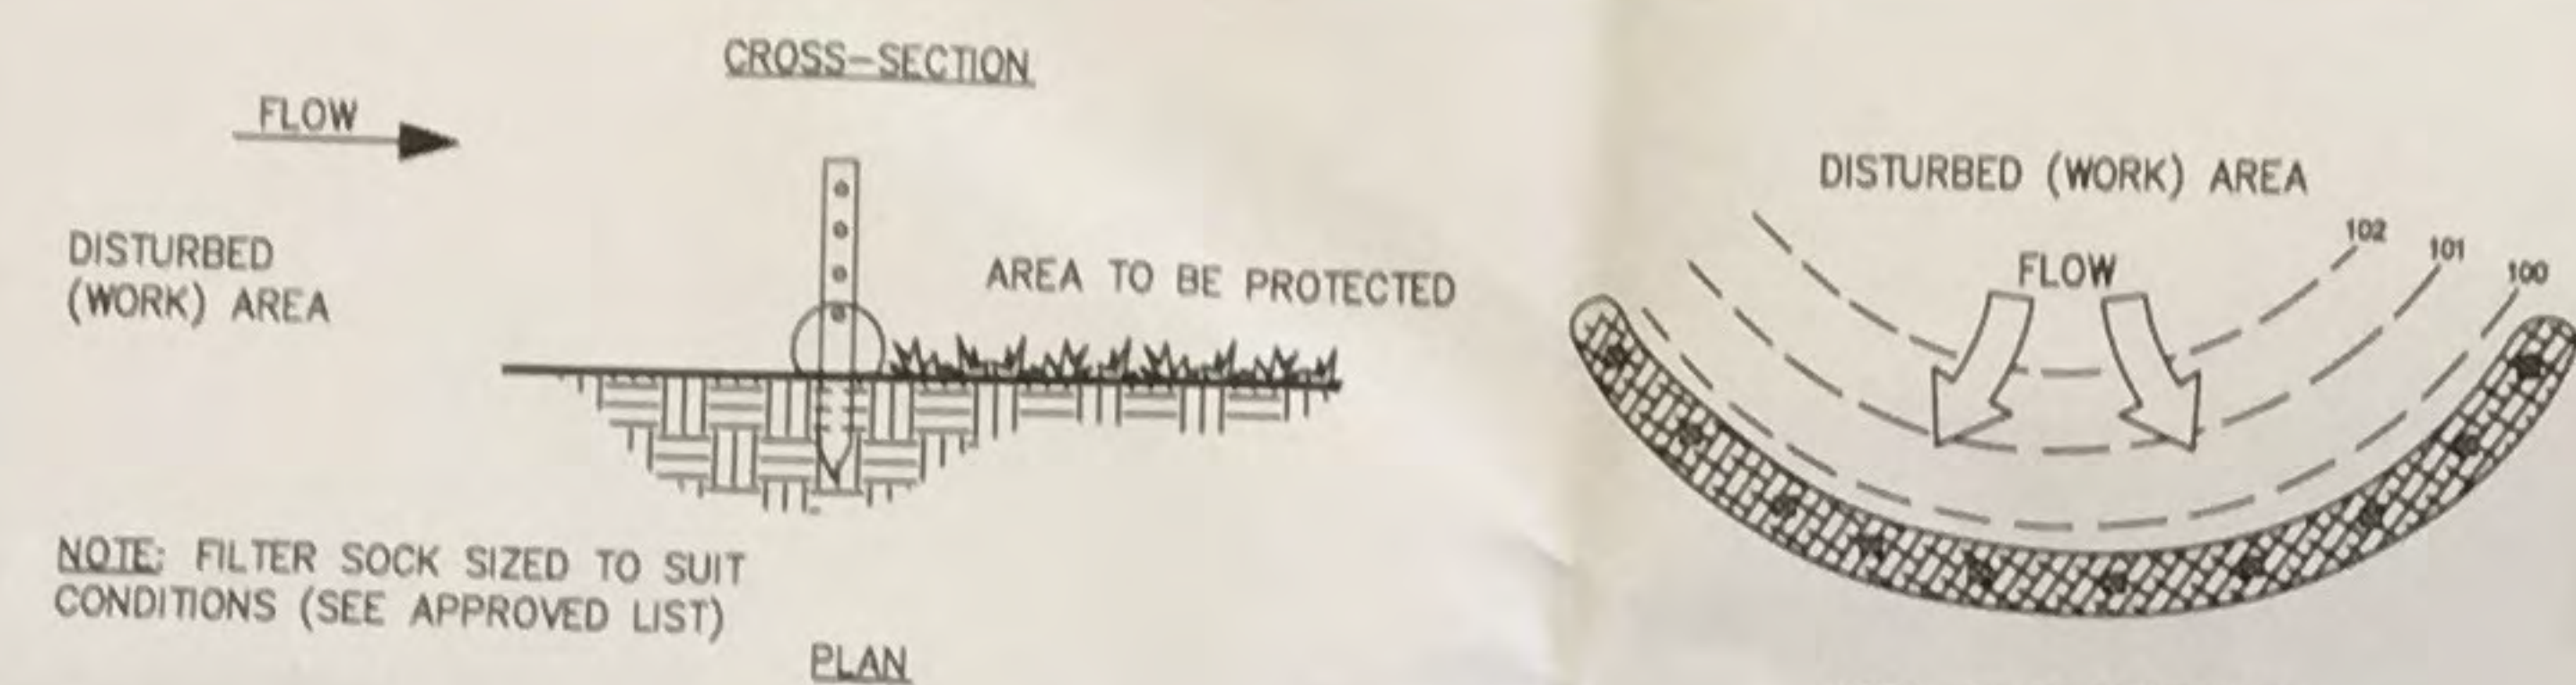 CROSS-SECTION
FLOW
DISTURBED
(WORK) AREA
AREA TO BE PROTECTED
NOTE: FILTER SOCK SIZED TO SUIT
CONDITIONS (SEE APPROVED LIST)
PLAN
DISTURBED (WORK) AREA
FLOW
102
101
100